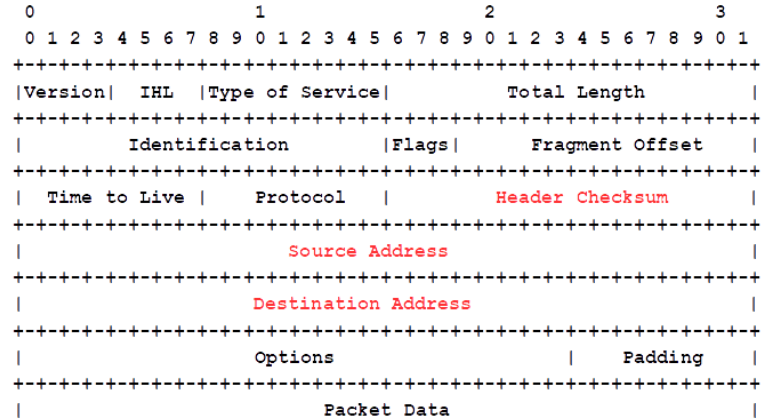 0                   1                   2                   3
0 1 2 3 4 5 6 7 8 9 0 1 2 3 4 5 6 7 8 9 0 1 2 3 4 5 6 7 8 9 0 1
+-+-+-+-+-+-+-+-+-+-+-+-+-+-+-+-+-+-+-+-+-+-+-+-+-+-+-+-+-+-+-+-+
|Version|  IHL  |Type of Service|          Total Length         |
+-+-+-+-+-+-+-+-+-+-+-+-+-+-+-+-+-+-+-+-+-+-+-+-+-+-+-+-+-+-+-+-+
|         Identification        |Flags|      Fragment Offset    |
+-+-+-+-+-+-+-+-+-+-+-+-+-+-+-+-+-+-+-+-+-+-+-+-+-+-+-+-+-+-+-+-+
|  Time to Live |    Protocol   |         Header Checksum       |
+-+-+-+-+-+-+-+-+-+-+-+-+-+-+-+-+-+-+-+-+-+-+-+-+-+-+-+-+-+-+-+-+
|                       Source Address                          |
+-+-+-+-+-+-+-+-+-+-+-+-+-+-+-+-+-+-+-+-+-+-+-+-+-+-+-+-+-+-+-+-+
|                    Destination Address                        |
+-+-+-+-+-+-+-+-+-+-+-+-+-+-+-+-+-+-+-+-+-+-+-+-+-+-+-+-+-+-+-+-+
|                    Options                    |    Padding    |
+-+-+-+-+-+-+-+-+-+-+-+-+-+-+-+-+-+-+-+-+-+-+-+-+-+-+-+-+-+-+-+-+
|                          Packet Data                          |